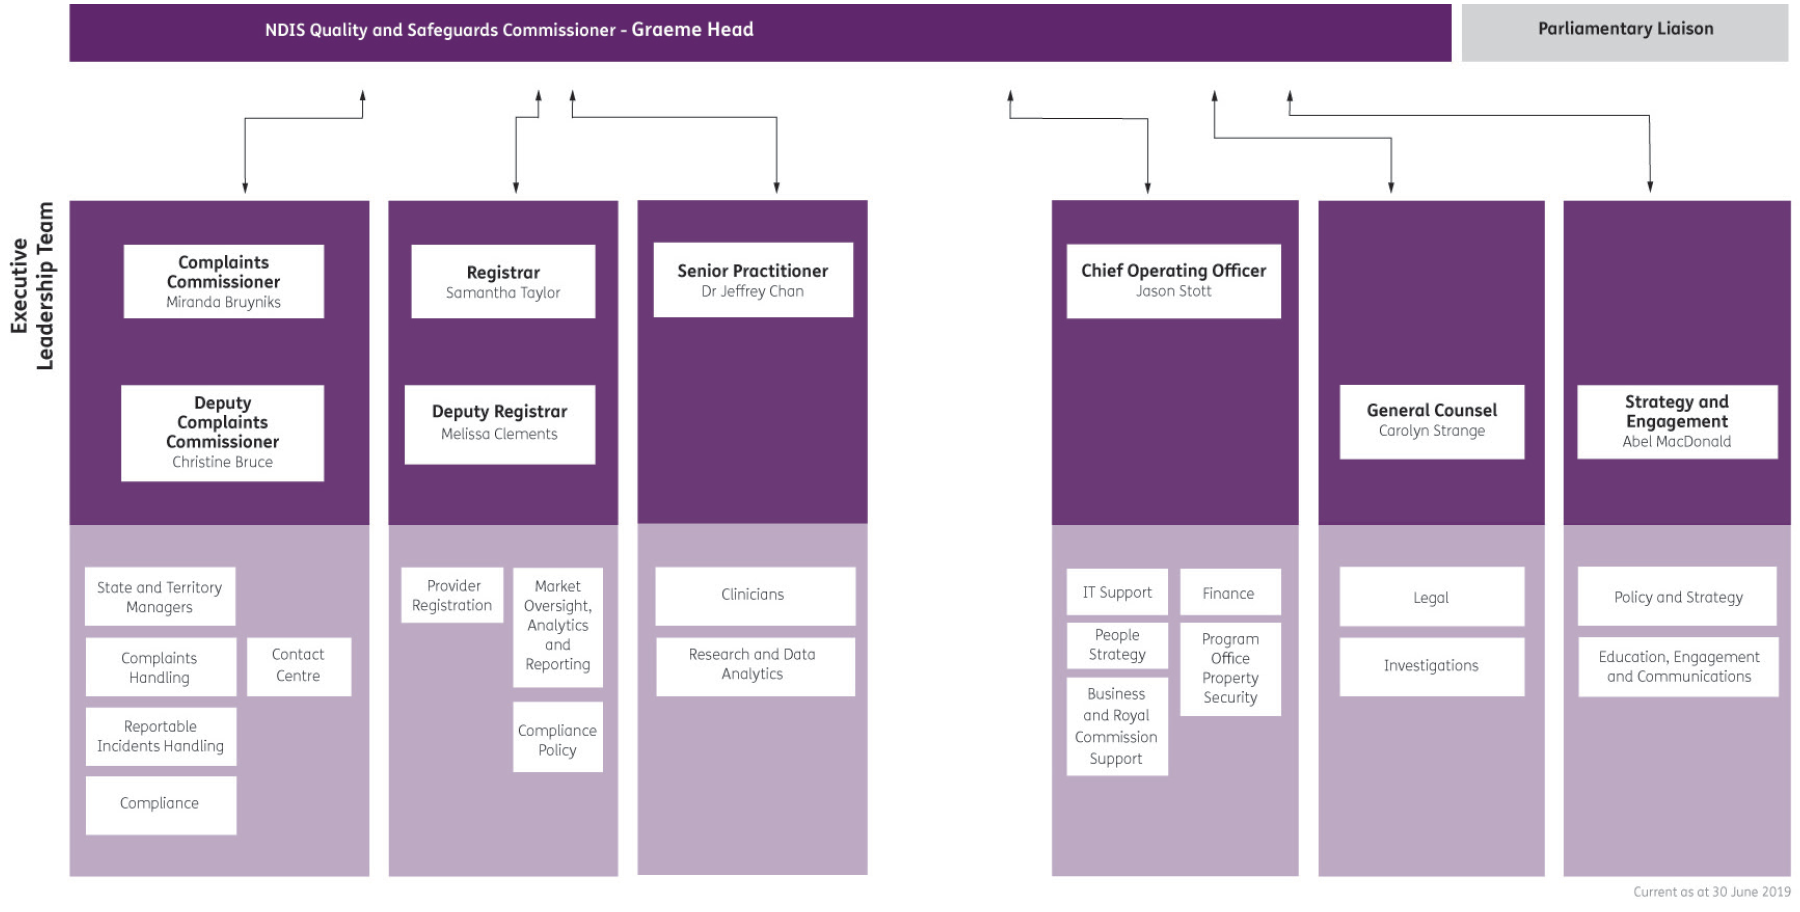 NDIS Quality and Safeguards Commissioner - Graeme Head
Parliamentary Liaison
Executive
Leadership Team
Complaints
Commissioner
Miranda Bruyniks
Deputy
Complaints
Commissioner
Christine Bruce
State and Territory
Managers
Complaints
Handling
Contact
Centre
Reportable
Incidents Handling
Compliance
Registrar
Samantha Taylor
Deputy Registrar
Melissa Clements
Provider
Registration
Market
Oversight,
Analytics
and
Reporting
Compliance
Policy
Senior Practitioner
Dr Jeffrey Chan
Clinicians
Research and Data
Analytics
Chief Operating Officer
Jason Stott
IT Support
People
Strategy
Business
and Royal
Commission
Support
Finance
Program
Office
Property
Security
General Counsel
Carolyn Strange
Legal
Investigations
Strategy and
Engagement
Abel MacDonald
Policy and Strategy
Education, Engagement
and Communications
Current as at 30 June 2019